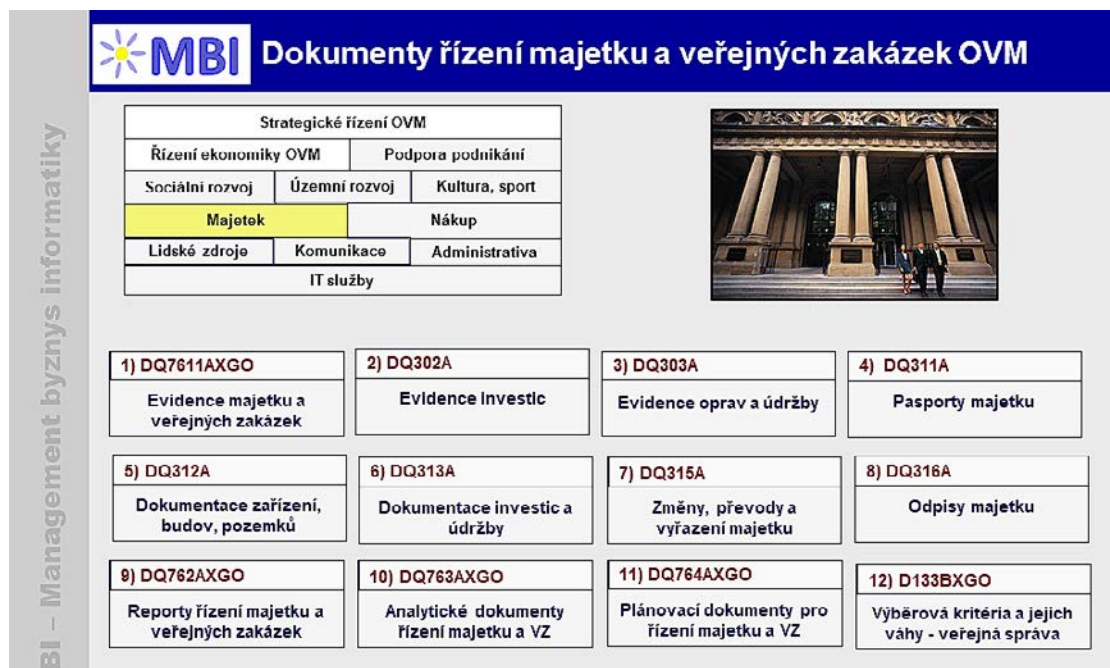 MBI
Dokumenty řízení majetku a veřejných zakázek OVM
BI – Management byznys informatiky
Strategické řízení OVM
Řízení ekonomiky OVM
Podpora podnikání
Sociální rozvoj
Územní rozvoj
Kultura, sport
Majetek
Nákup
Lidské zdroje
Komunikace
Administrativa
IT služby
1) DQ7611AXGO
Evidence majetku a
veřejných zakázek
2) DQ302A
Evidence investic
3) DQ303A
Evidence oprav a údržby
4) DQ311A
Pasporty majetku
5) DQ312A
Dokumentace zařízení,
budov, pozemků
6) DQ313A
Dokumentace investic a
údržby
7) DQ315A
Změny, převody a
vyřazení majetku
8) DQ316A
Odpisy majetku
9) DQ762AXGO
Reporty řízení majetku a
veřejných zakázek
10) DQ763AXGO
Analytické dokumenty
řízení majetku a VZ
11) DQ764AXGO
Plánovací dokumenty pro
řízení majetku a VZ
12) D133BXGO
Výběrová kritéria a jejich
váhy - veřejná správa